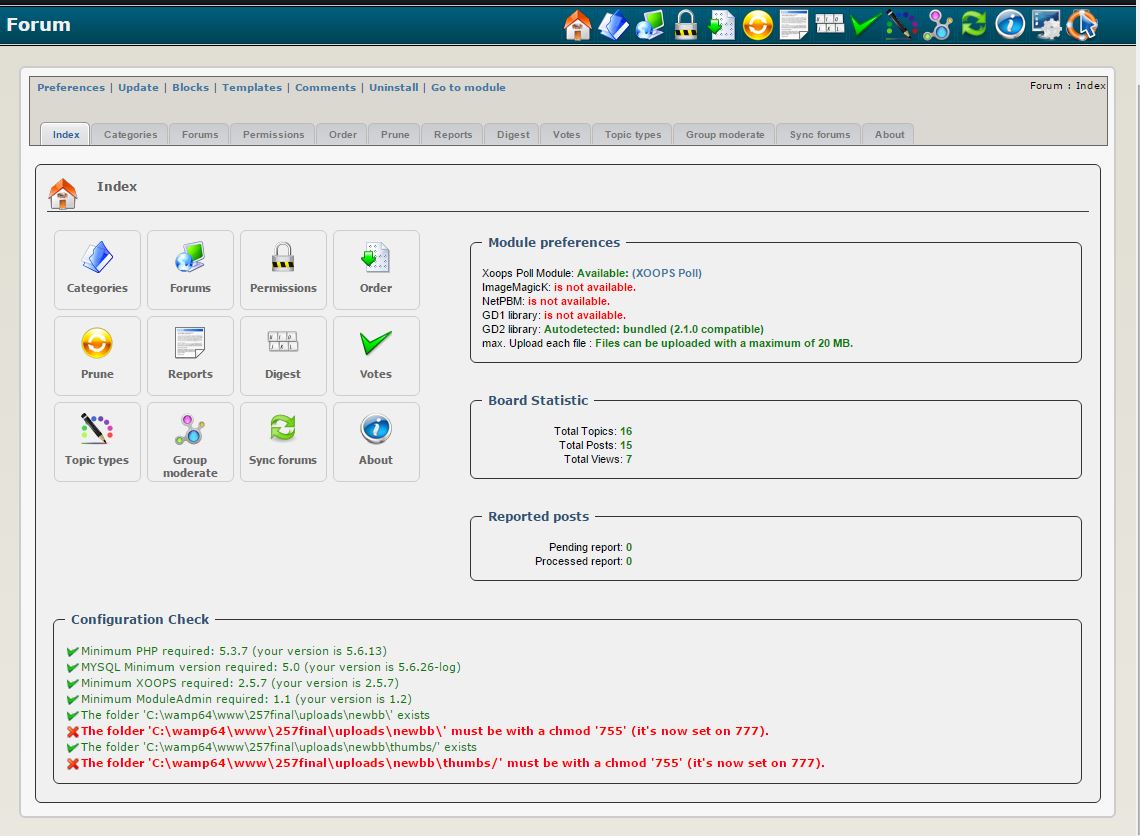 Forum
Preferences | Update | Blocks | Templates | Comments | Uninstall | Go to module
Forum : Index
Index Categories Forums Permissions Order Prune Reports Digest Votes Topic types Group moderate Sync forums About
Index
Categories Forums Permissions Order
Prune Reports Digest Votes
Topic types Group moderate Sync forums About
Module preferences
Xoops Poll Module: Available: (XOOPS Poll)
ImageMagicK: is not available.
NetPBM: is not available.
GD1 library: is not available.
GD2 library: Autodetected: bundled (2.1.0 compatible)
max. Upload each file : Files can be uploaded with a maximum of 20 MB.
Board Statistic
Total Topics: 16
Total Posts: 15
Total Views: 7
Reported posts
Pending report: 0
Processed report: 0
Configuration Check
Minimum PHP required: 5.3.7 (your version is 5.6.13)
MYSQL Minimum version required: 5.0 (your version is 5.6.26-log)
Minimum XOOPS required: 2.5.7 (your version is 2.5.7)
Minimum ModuleAdmin required: 1.1 (your version is 1.2)
The folder 'C:\wamp64\www\257final\uploads\newbb\' exists
The folder 'C:\wamp64\www\257final\uploads\newbb\' must be with a chmod '755' (it's now set on 777).
The folder 'C:\wamp64\www\257final\uploads\newbb\thumbs/' exists
The folder 'C:\wamp64\www\257final\uploads\newbb\thumbs/' must be with a chmod '755' (it's now set on 777).